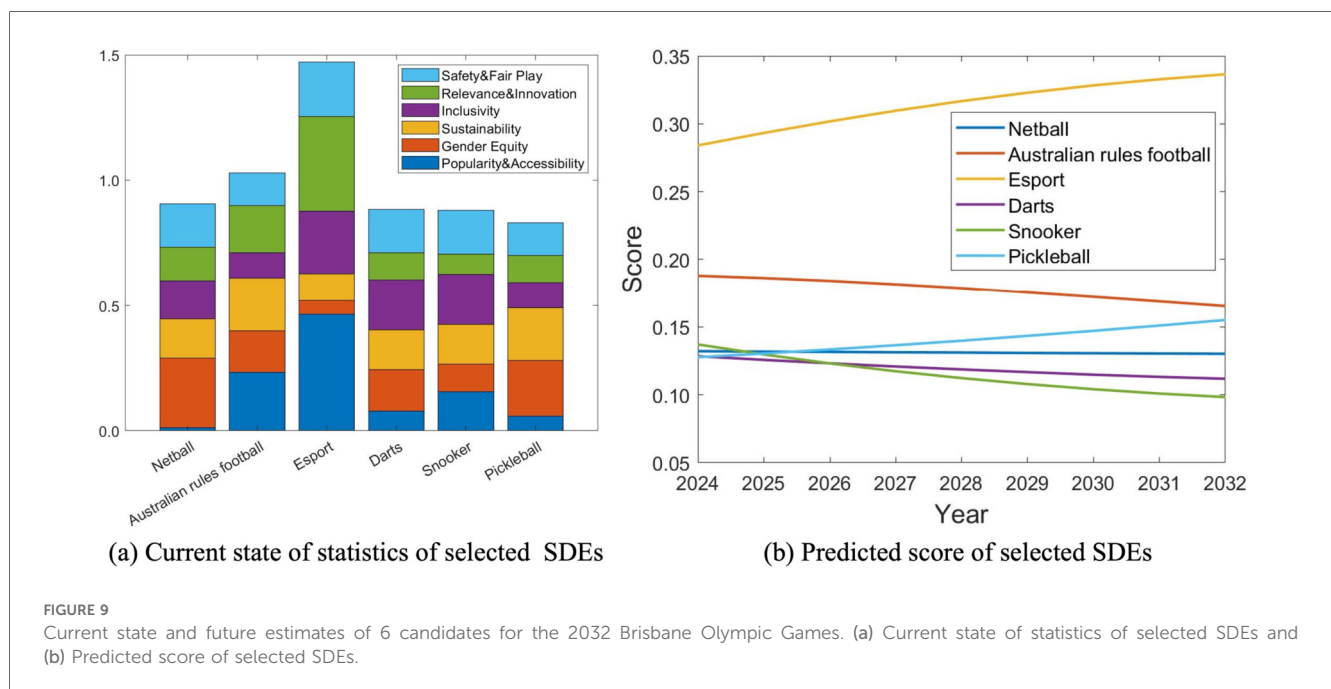 1.5
1.0
0.5
0.0
Safety&Fair Play
Relevance&Innovation
Inclusivity
Sustainability
Gender Equity
Popularity&Accessibility
Netball
Australian rules football
Esport
Darts
Snooker
Pickleball
(a) Current state of statistics of selected SDEs
0.35
0.30
0.25
0.20
0.15
0.10
0.05
Score
Netball
Australian rules football
Esport
Darts
Snooker
Pickleball
2024 2025 2026 2027 2028 2029 2030 2031 2032
Year
(b) Predicted score of selected SDEs
FIGURE 9
Current state and future estimates of 6 candidates for the 2032 Brisbane Olympic Games. (a) Current state of statistics of selected SDEs and
(b) Predicted score of selected SDEs.